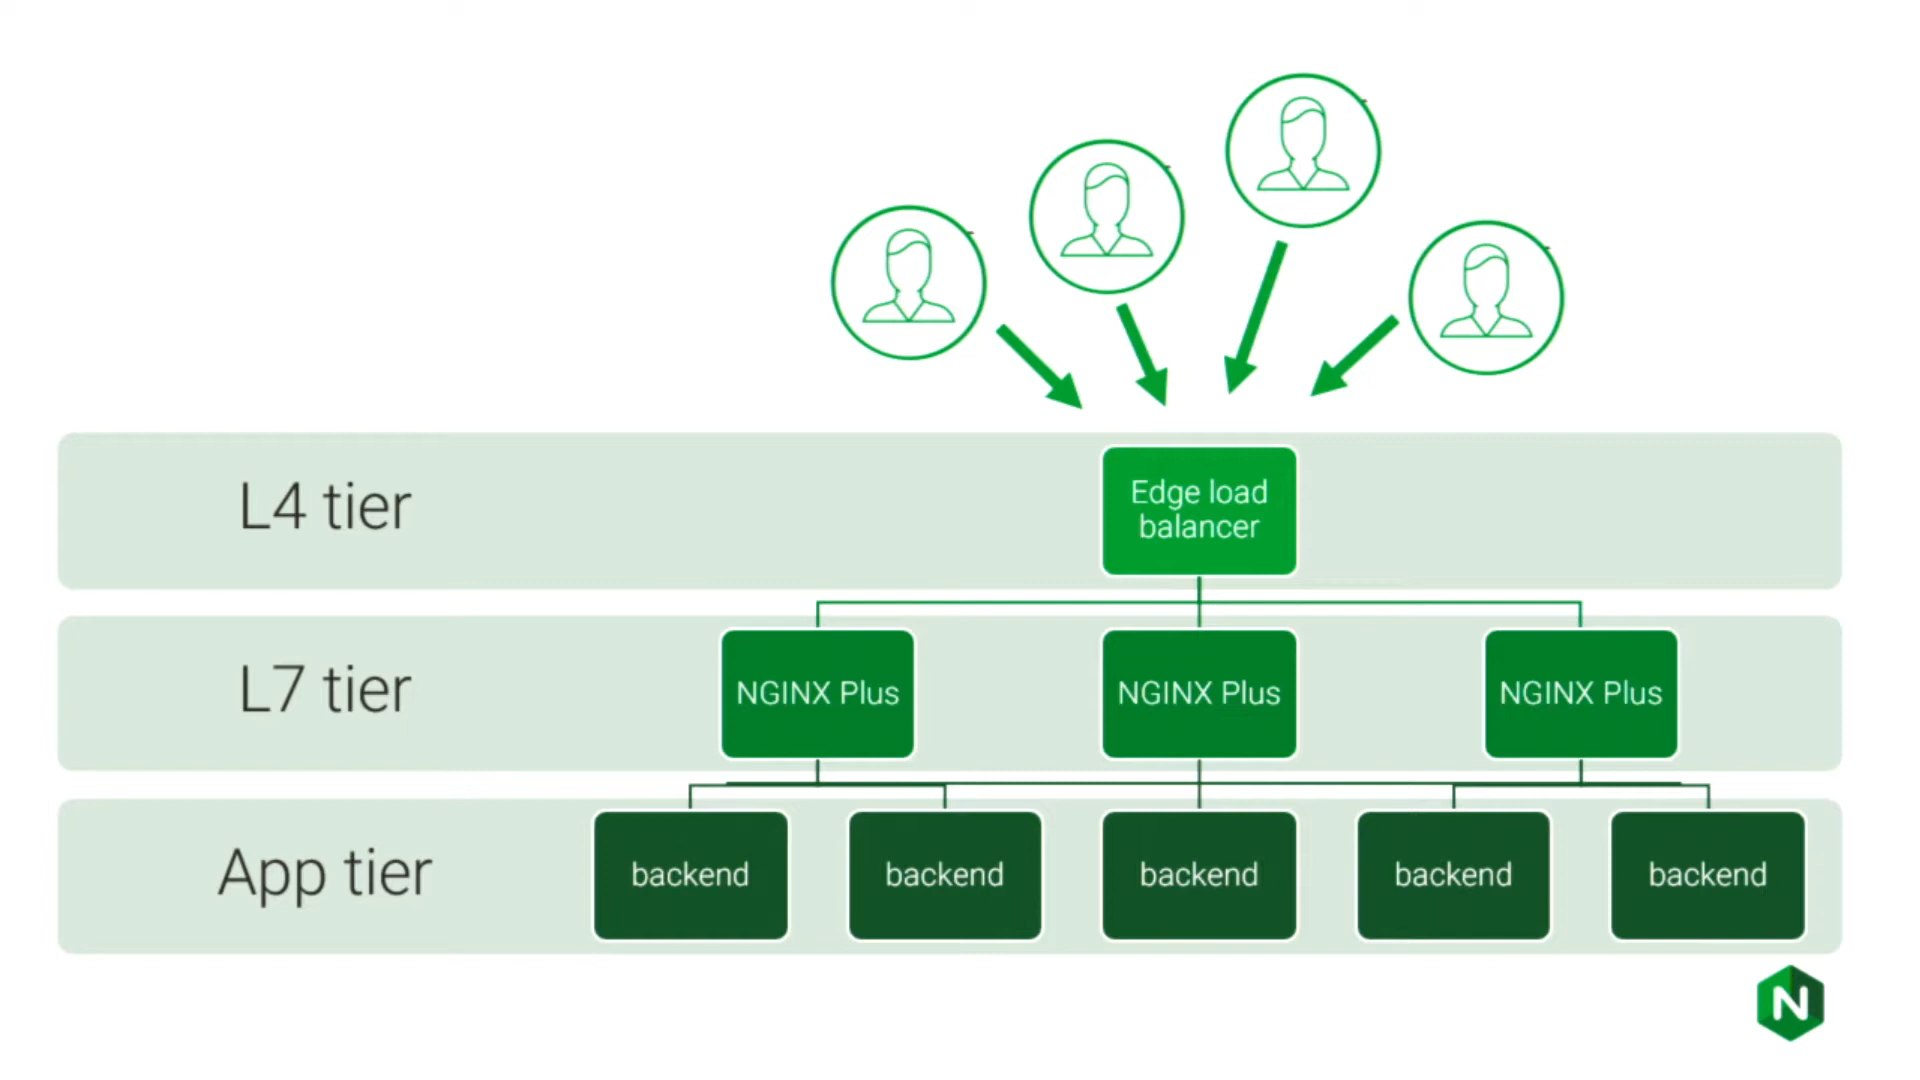 L4 tier
Edge load
balancer
L7 tier
NGINX Plus
NGINX Plus
NGINX Plus
App tier
backend
backend
backend
backend
backend
N